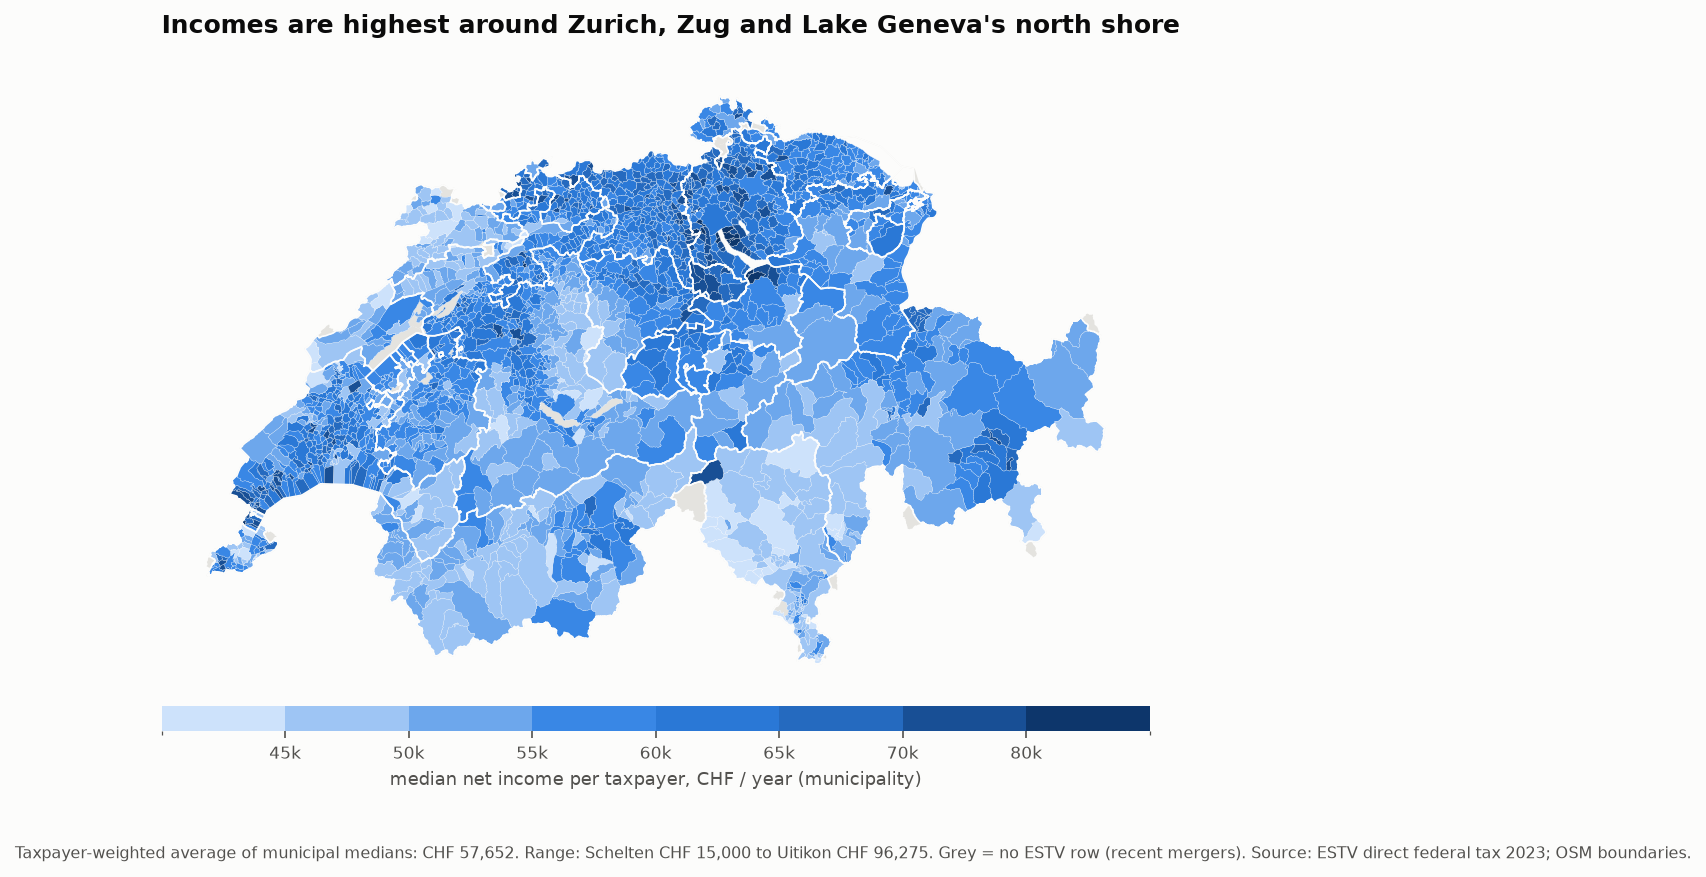 Incomes are highest around Zurich, Zug and Lake Geneva's north shore
45k 50k 55k 60k 65k 70k 80k
median net income per taxpayer, CHF / year (municipality)
Taxpayer-weighted average of municipal medians: CHF 57,652. Range: Schelten CHF 15,000 to Uitikon CHF 96,275. Grey = no ESTV row (recent mergers). Source: ESTV direct federal tax 2023; OSM boundaries.